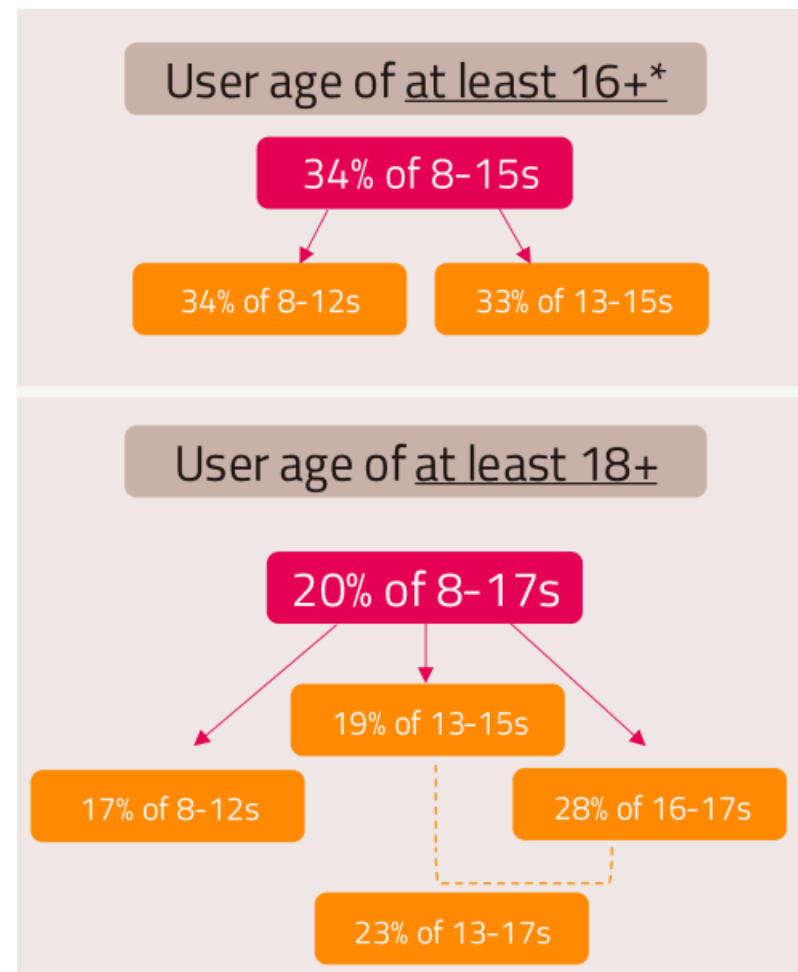 User age of at least 16+*
34% of 8-15s
34% of 8-12s
33% of 13-15s
User age of at least 18+
20% of 8-17s
19% of 13-15s
17% of 8-12s
28% of 16-17s
23% of 13-17s